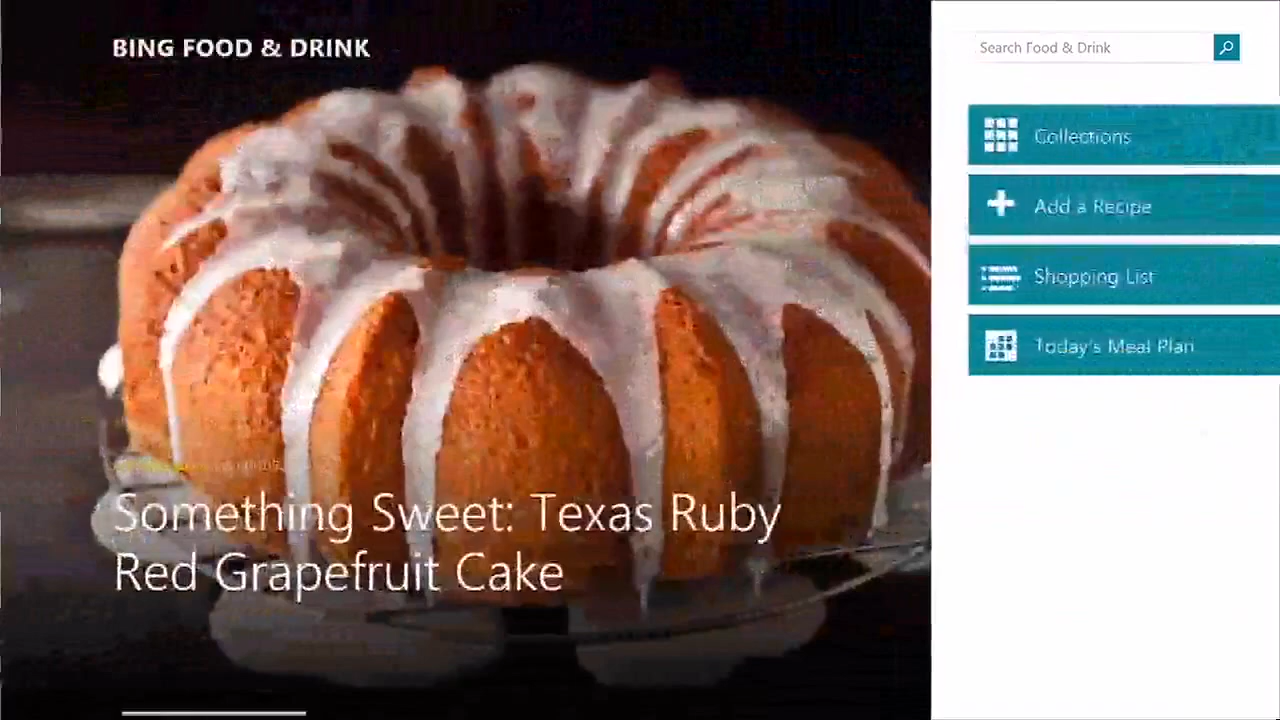 BING FOOD & DRINK
Search Food & Drink
Collections
Add a Recipe
Shopping List
Today's Meal Plan
Something Sweet: Texas Ruby
Red Grapefruit Cake